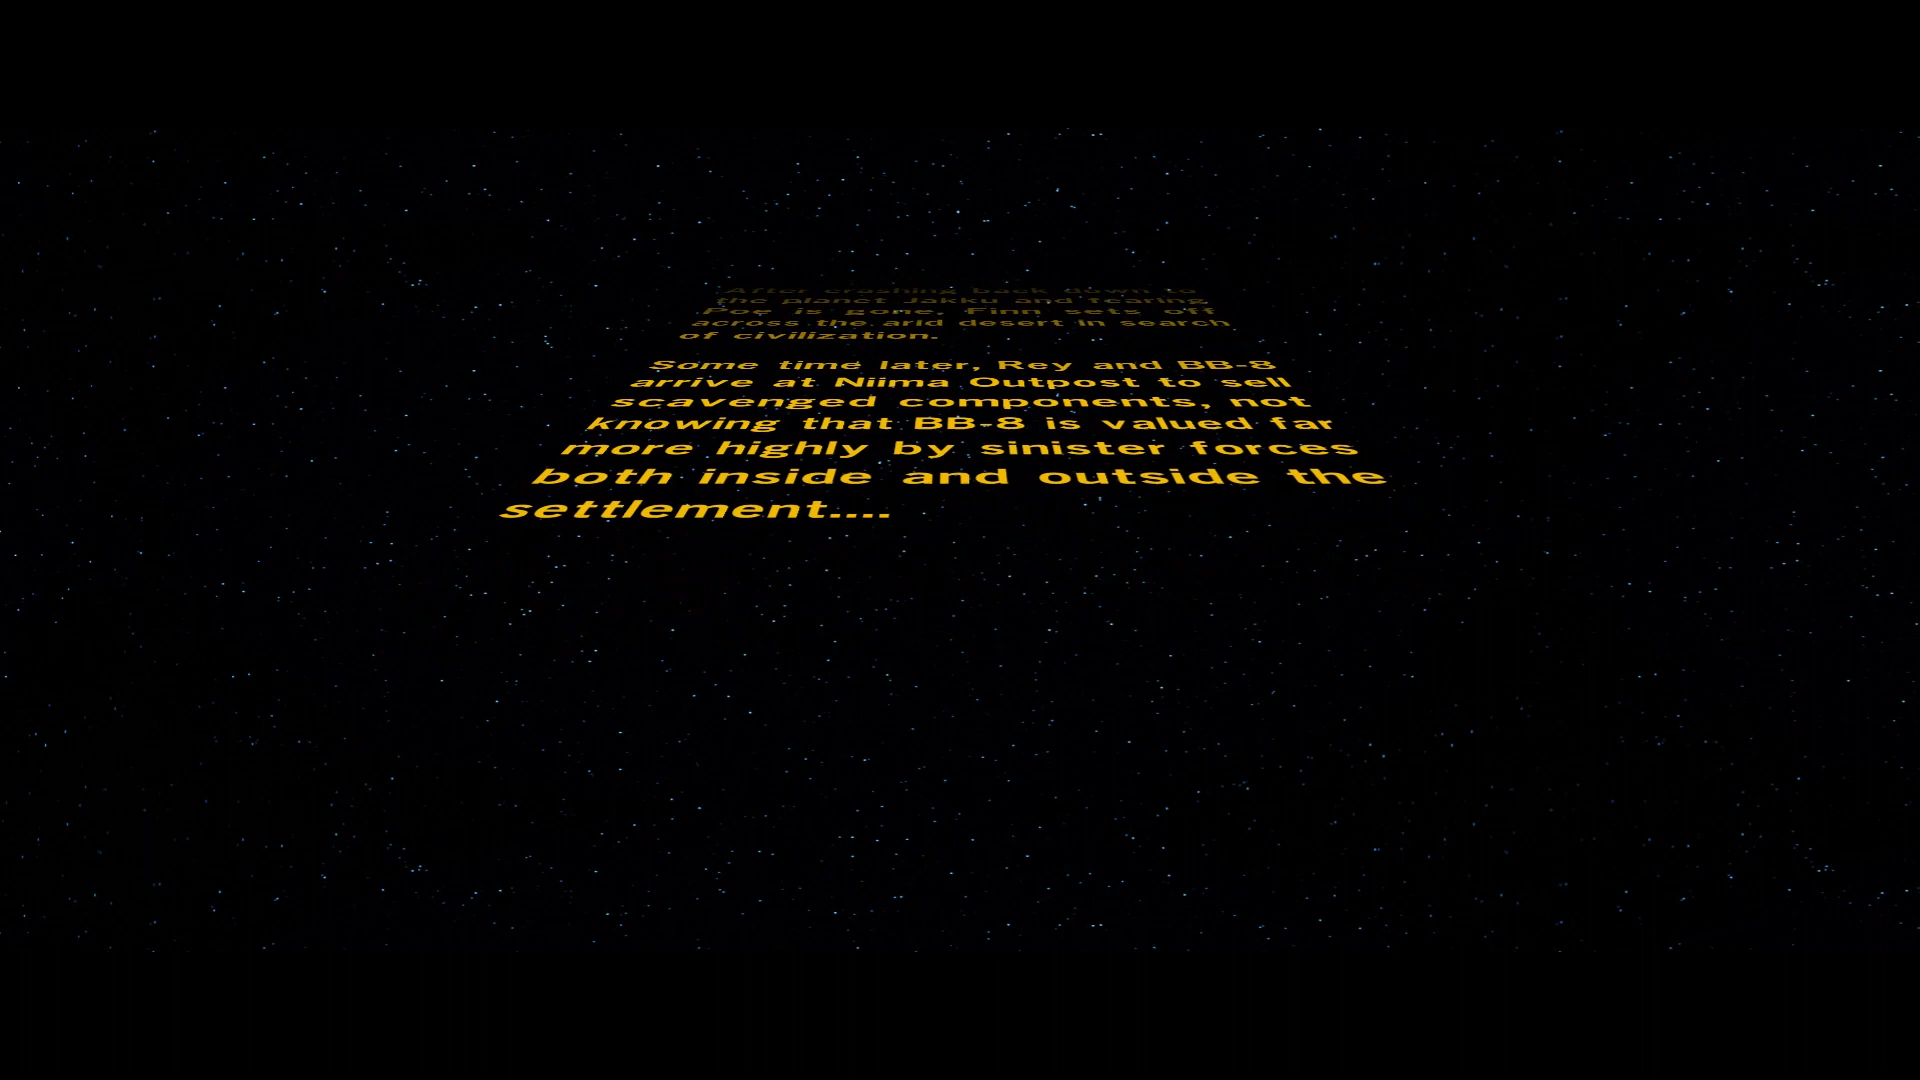 After crashing back down to
the planet Jakku and fearing
Poe is gone, Finn sets off
across the arid desert in search
of civilization.
Some time later, Rey and BB-8
arrive at Niima Outpost to sell
scavenged components, not
knowing that BB-8 is valued far
more highly by sinister forces
both inside and outside the
settlement....